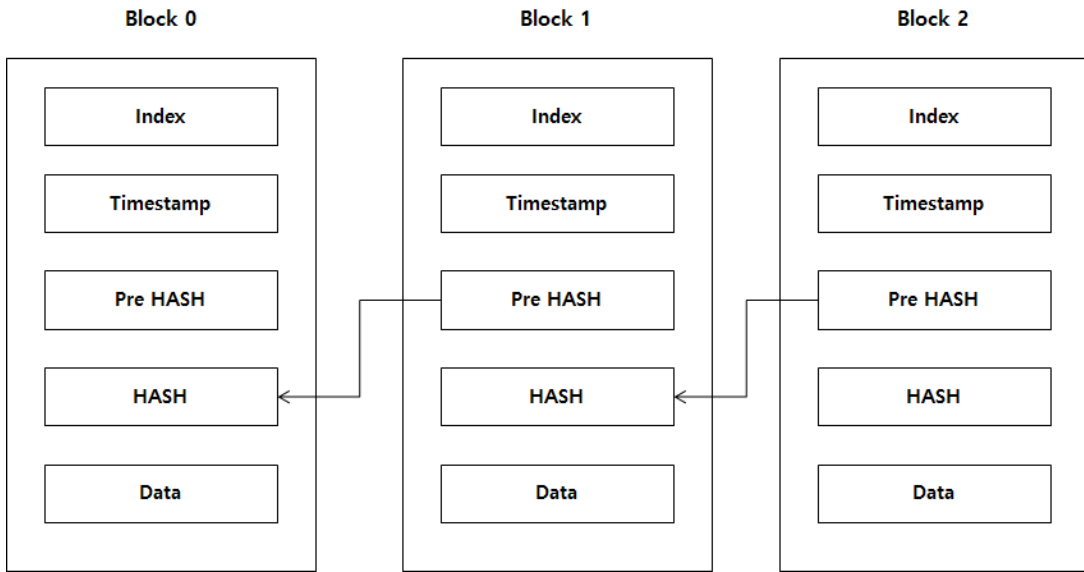 Block 0
Block 1
Block 2
Index
Timestamp
Pre HASH
HASH
Data
Index
Timestamp
Pre HASH
HASH
Data
Index
Timestamp
Pre HASH
HASH
Data